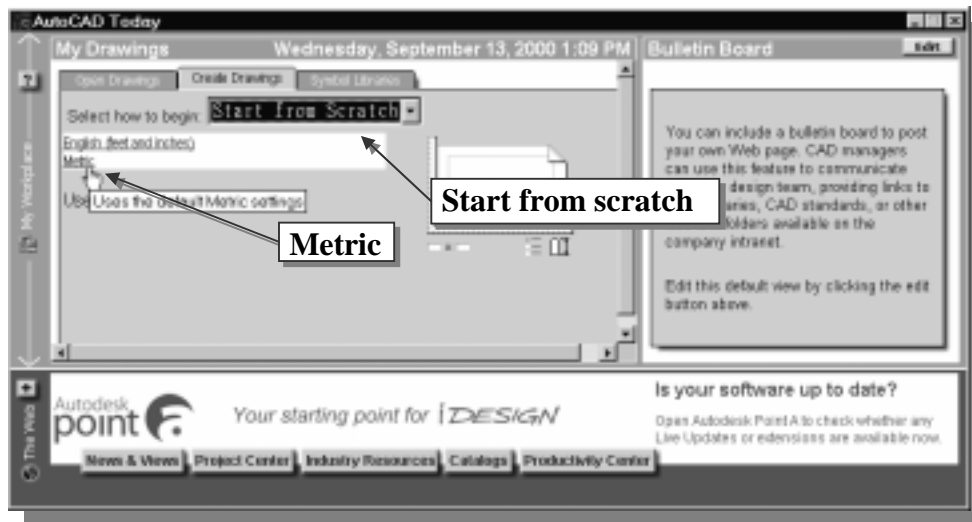 AutoCAD Today
My Drawings
Wednesday, September 13, 2000 1:09 PM
Bulletin Board
Edit
Open Drawings
Create Drawings
Symbol Libraries
Select how to begin:
Start from Scratch
English (feet and inches)
Metric
Uses the default Metric settings
Start from scratch
Metric
You can include a bulletin board to post
your own Web page. CAD managers
can use this feature to communicate
design team, providing links to
CAD standards, or other
folders available on the
company intranet.
Edit this default view by clicking the edit
button above.
My Workplace
The Web
Autodesk
point
Your starting point for iDESIGN
Is your software up to date?
Open Autodesk Point A to check whether any
Live Updates or extensions are available now.
News & Views
Project Center
Industry Resources
Catalogs
Productivity Center